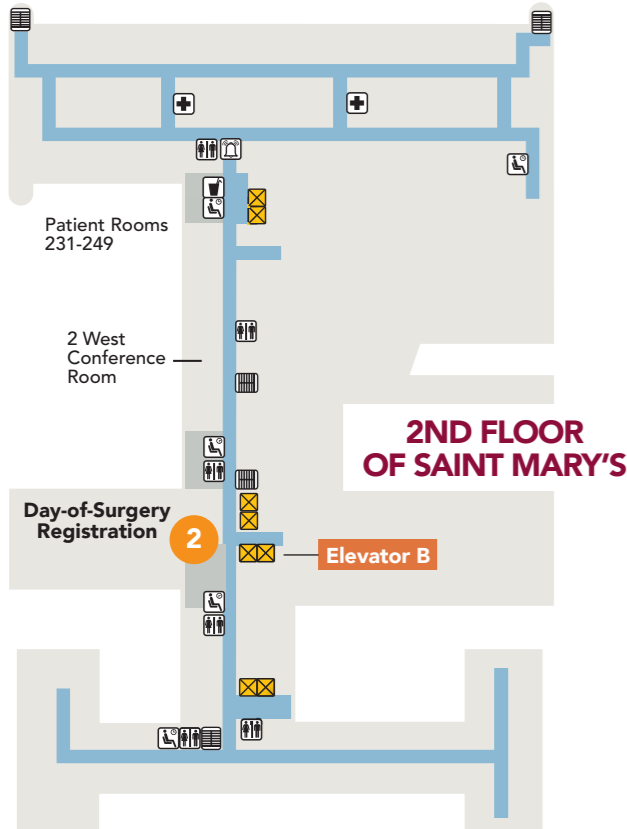 Patient Rooms
231-249
2 West
Conference
Room
2ND FLOOR
OF SAINT MARY'S
Day-of-Surgery
Registration
2
Elevator B